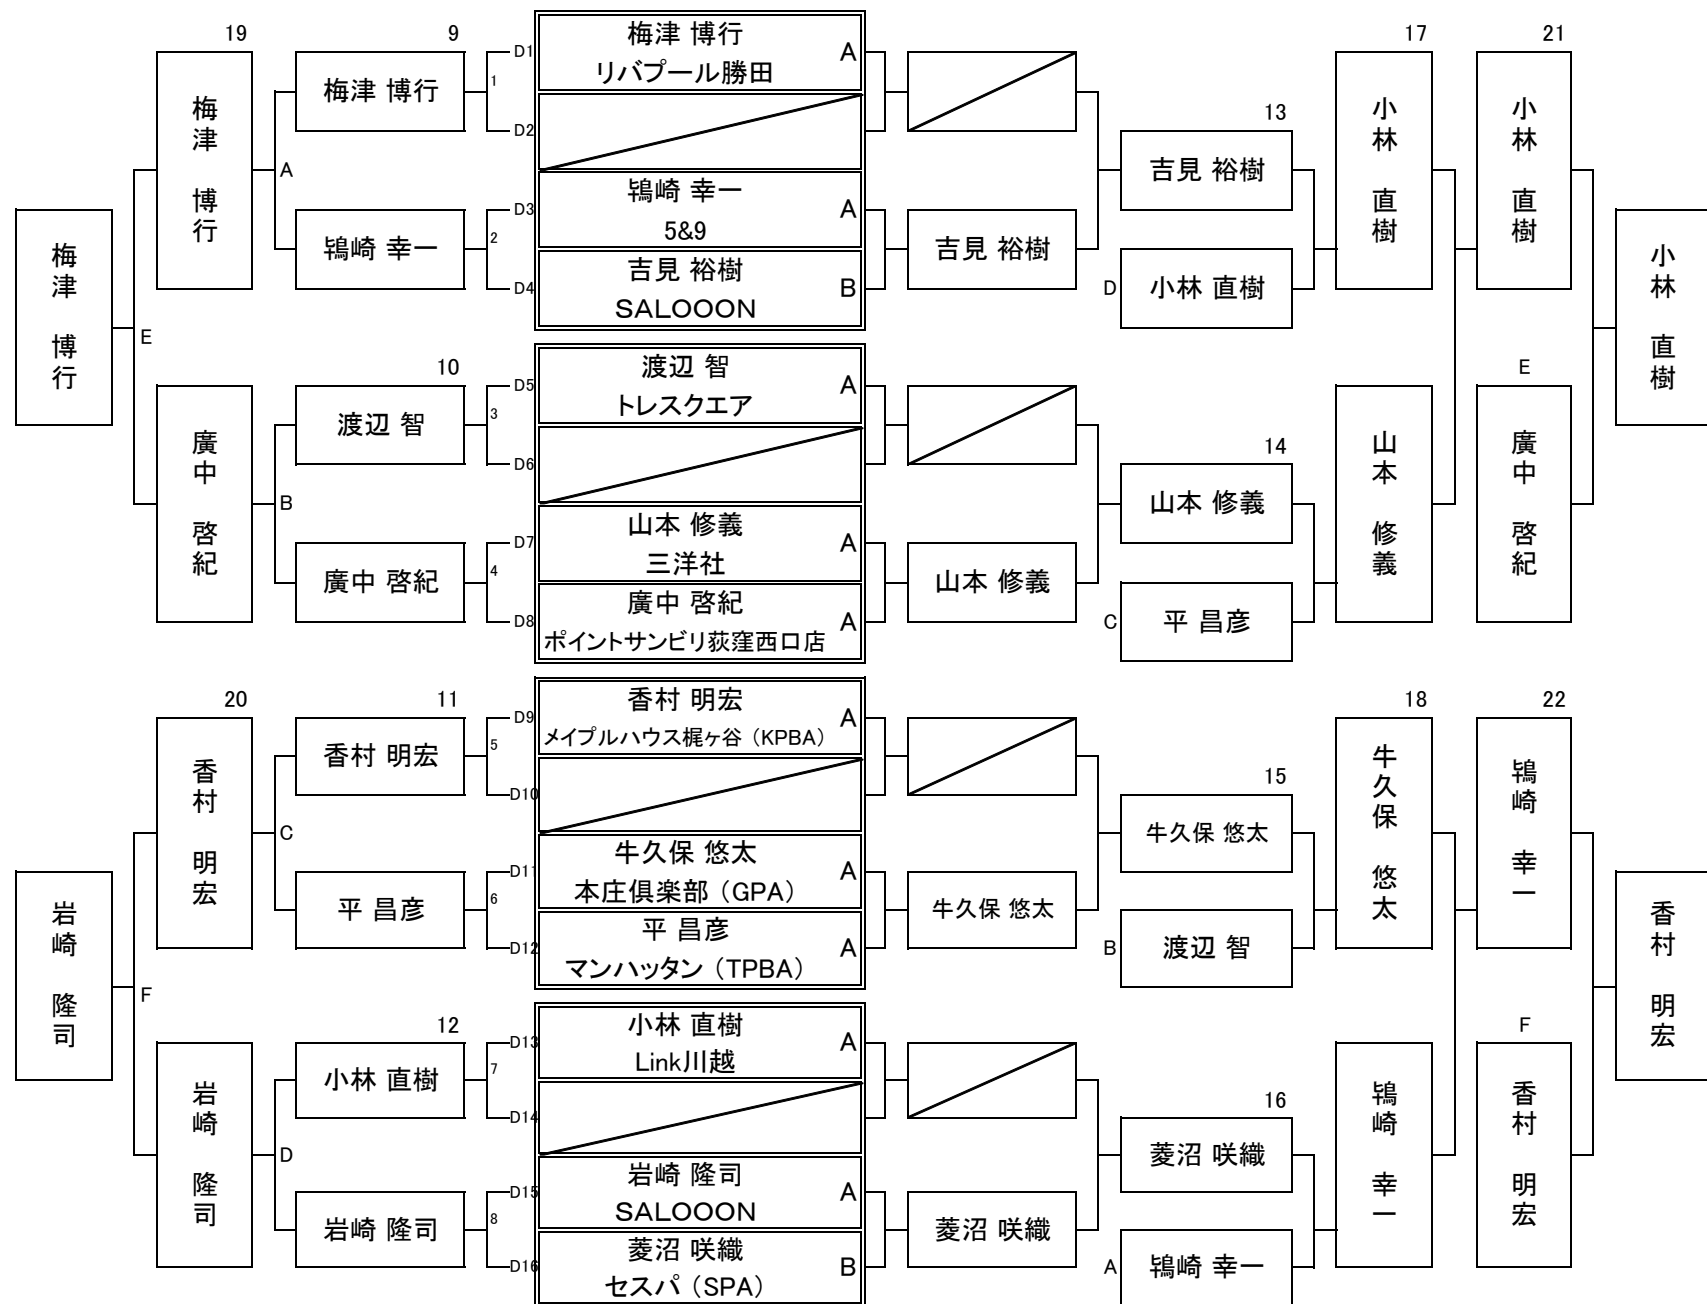 19
9
17
21
13
梅津 博行
梅津 博行
鴇崎 幸一
梅津 博行
A
1
2
D1
D2
D3
D4
梅津 博行
リバプール勝田
A
鴇崎 幸一
5&9
A
吉見 裕樹
SALOOON
B
吉見 裕樹
吉見 裕樹
D
小林 直樹
小林 直樹
小林 直樹
小林 直樹
E
10
14
廣中 啓紀
B
渡辺 智
廣中 啓紀
3
4
D5
D6
D7
D8
渡辺 智
トレスクエア
A
山本 修義
三洋社
A
廣中 啓紀
ポイントサンビリ荻窪西口店
A
山本 修義
山本 修義
C
平 昌彦
山本 修義
E
廣中 啓紀
20
11
18
22
15
岩崎 隆司
香村 明宏
C
香村 明宏
平 昌彦
5
6
D9
D10
D11
D12
香村 明宏
メイプルハウス梶ヶ谷（KPBA）
A
牛久保 悠太
本庄倶楽部（GPA）
A
平 昌彦
マンハッタン（TPBA）
A
牛久保 悠太
牛久保 悠太
B
渡辺 智
牛久保 悠太
鴇崎 幸一
香村 明宏
F
12
16
岩崎 隆司
D
小林 直樹
岩崎 隆司
7
8
D13
D14
D15
D16
小林 直樹
Link川越
A
岩崎 隆司
SALOOON
A
菱沼 咲織
セスパ（SPA）
B
菱沼 咲織
菱沼 咲織
A
鴇崎 幸一
鴇崎 幸一
F
香村 明宏